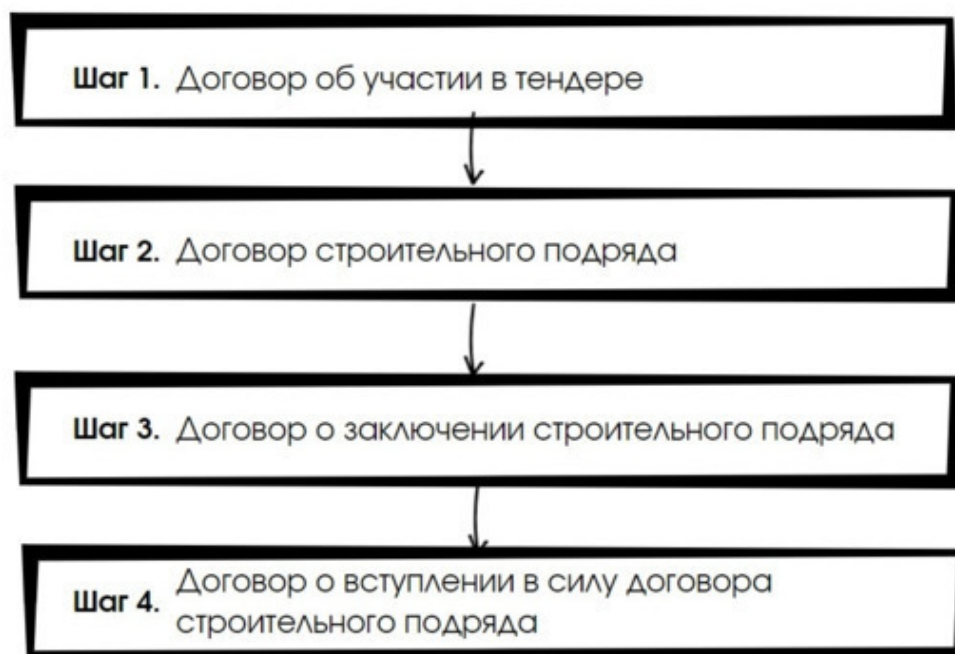 Шаг 1. Договор об участии в тендере
Шаг 2. Договор строительного подряда
Шаг 3. Договор о заключении строительного подряда
Шаг 4. Договор о вступлении в силу договора
строительного подряда